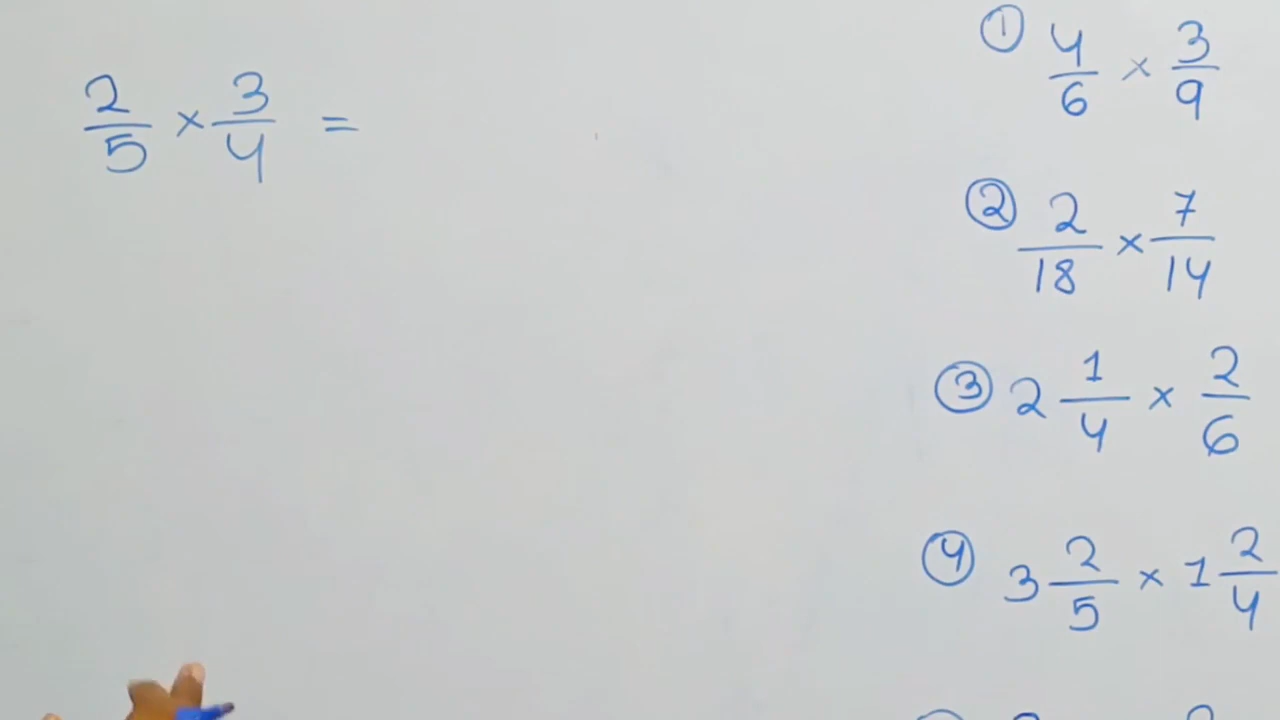 2/5 × 3/4 =
① 4/6 × 3/9
② 2/18 × 7/14
③ 2 1/4 × 2/6
④ 3 2/5 × 1 2/4